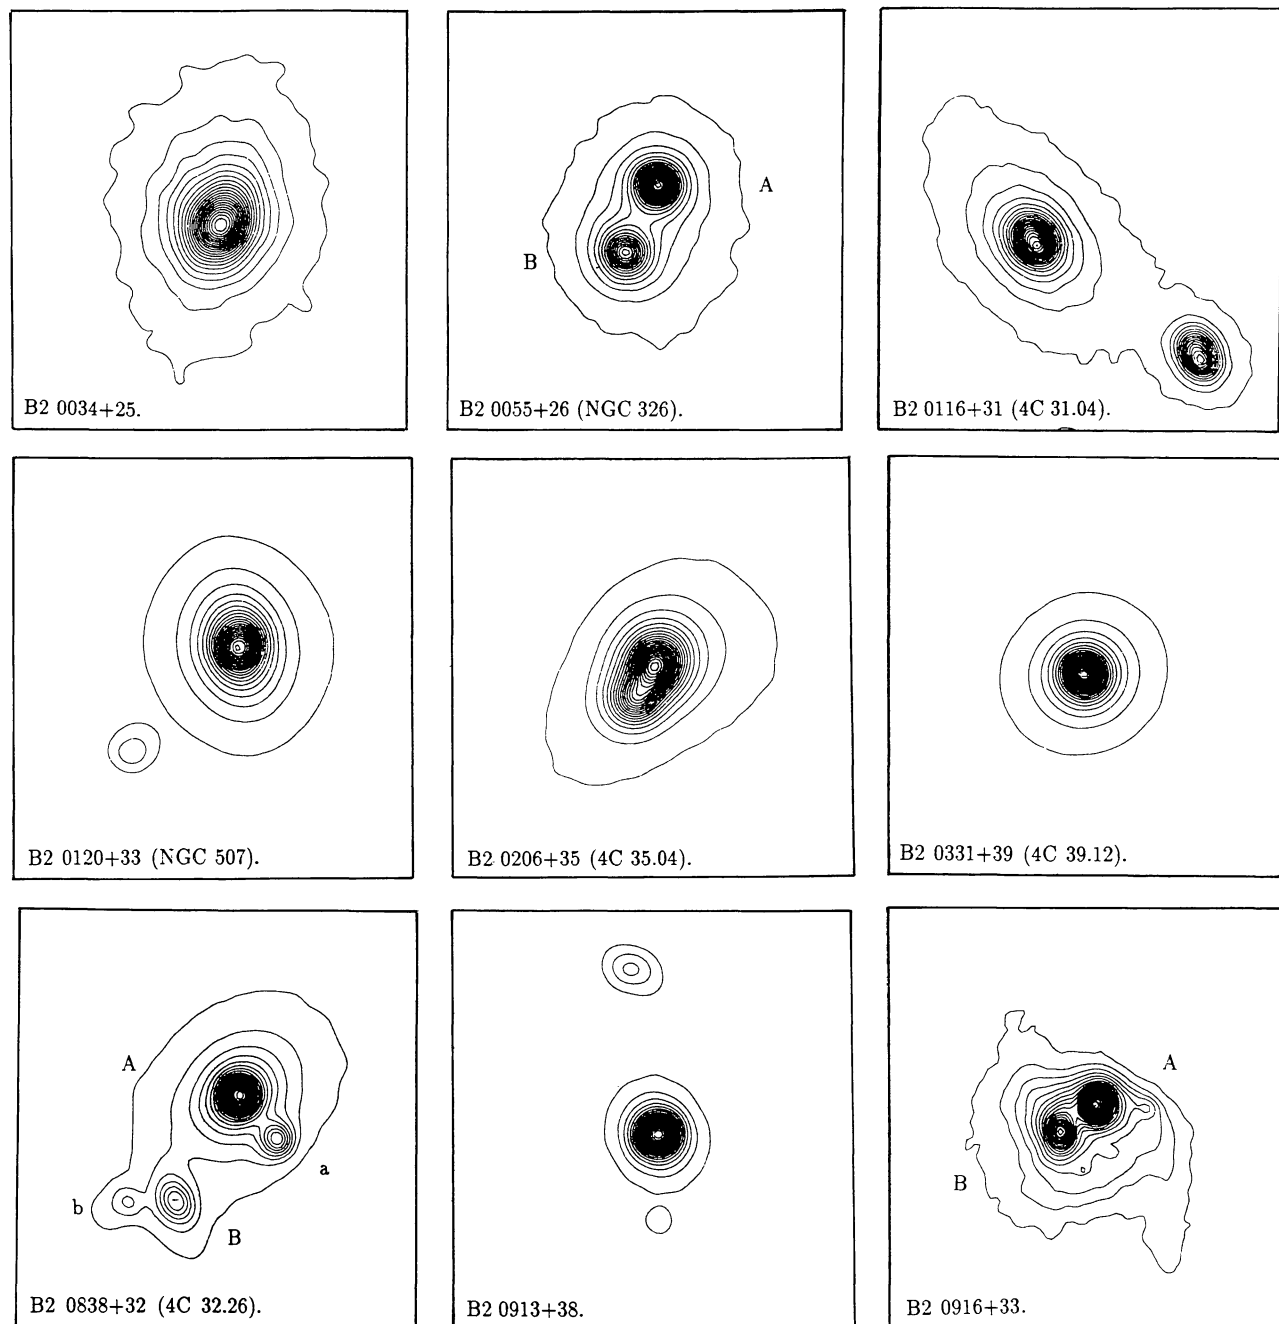 B2 0034+25.
A
B
B2 0055+26 (NGC 326).
B2 0116+31 (4C 31.04).
B2 0120+33 (NGC 507).
B2 0206+35 (4C 35.04).
B2 0331+39 (4C 39.12).
A
a
b
B
B2 0838+32 (4C 32.26).
B2 0913+38.
A
B
B2 0916+33.